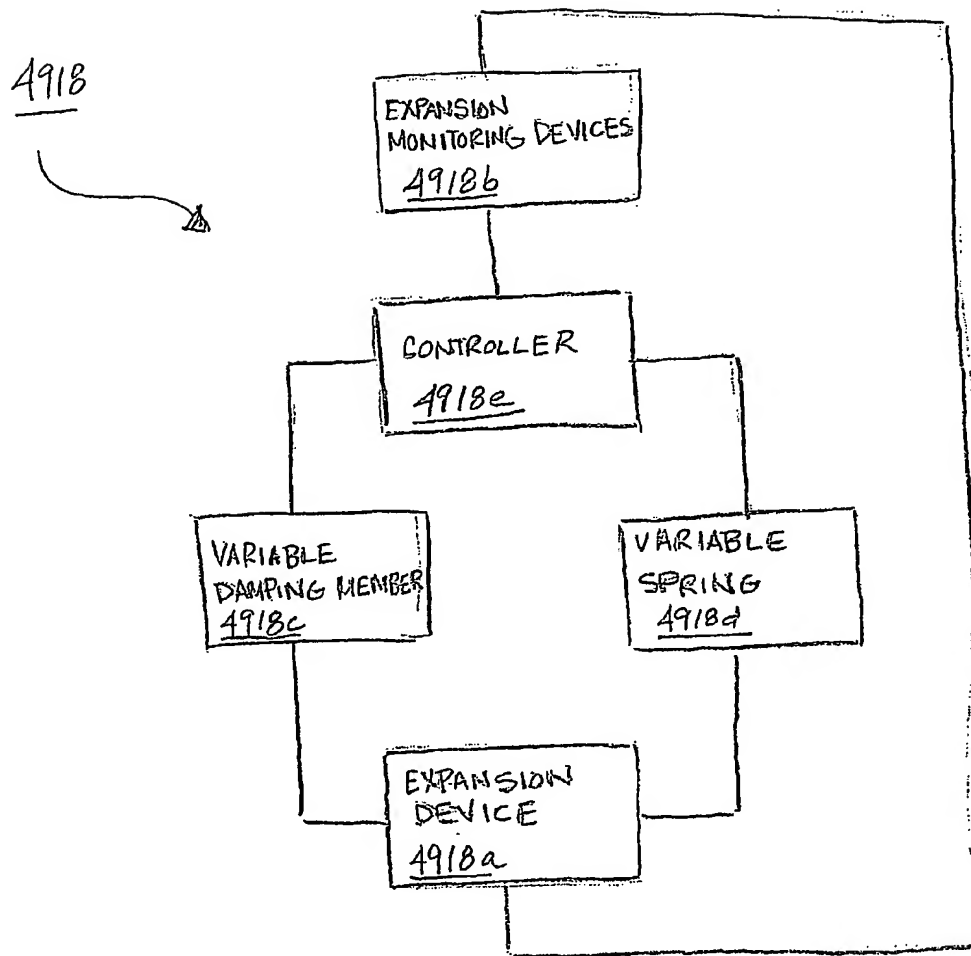 4918
EXPANSION
MONITORING DEVICES
4918b
CONTROLLER
4918e
VARIABLE
DAMPING MEMBER
4918c
VARIABLE
SPRING
4918d
EXPANSION
DEVICE
4918a